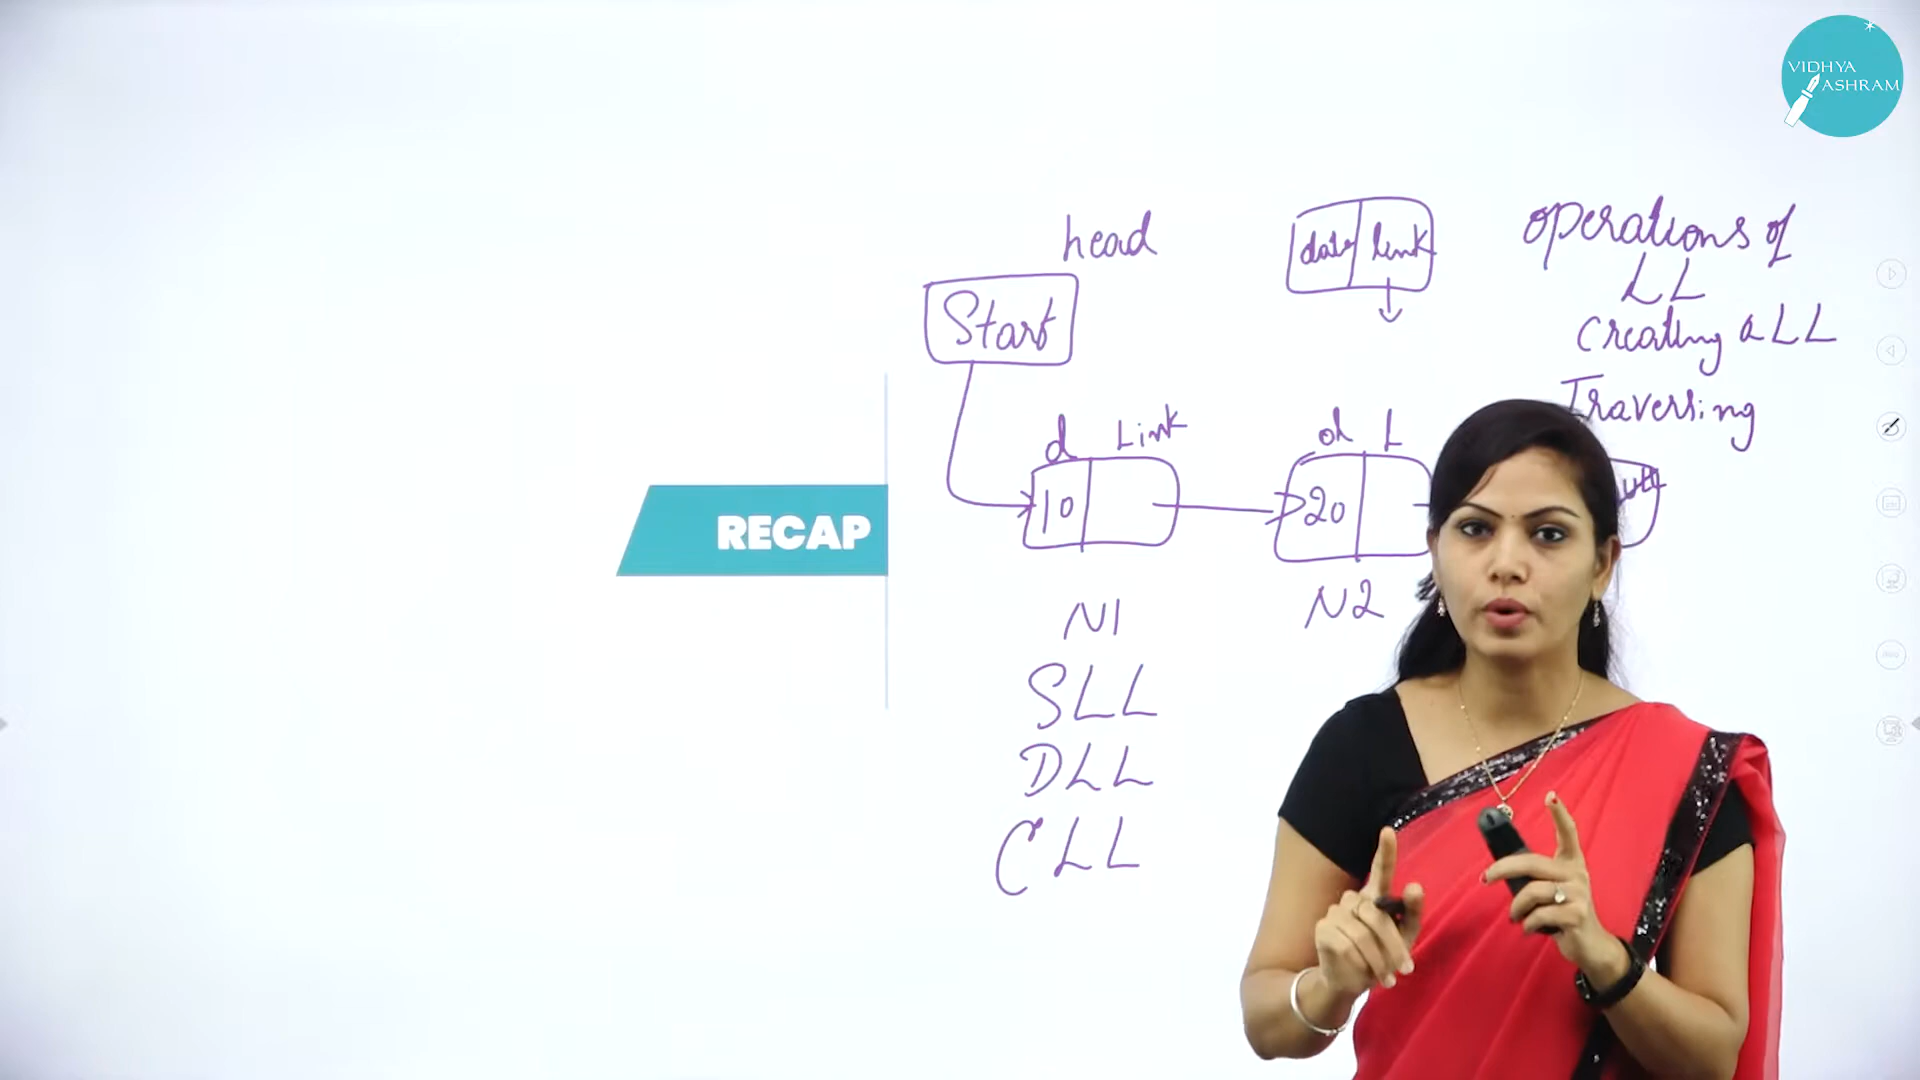 VIDHYA
ASHRAM
head
data link
operations of
LL
Creating a LL
Traversing
Start
d Link
d L
10
20
RECAP
N1
N2
SLL
DLL
CLL